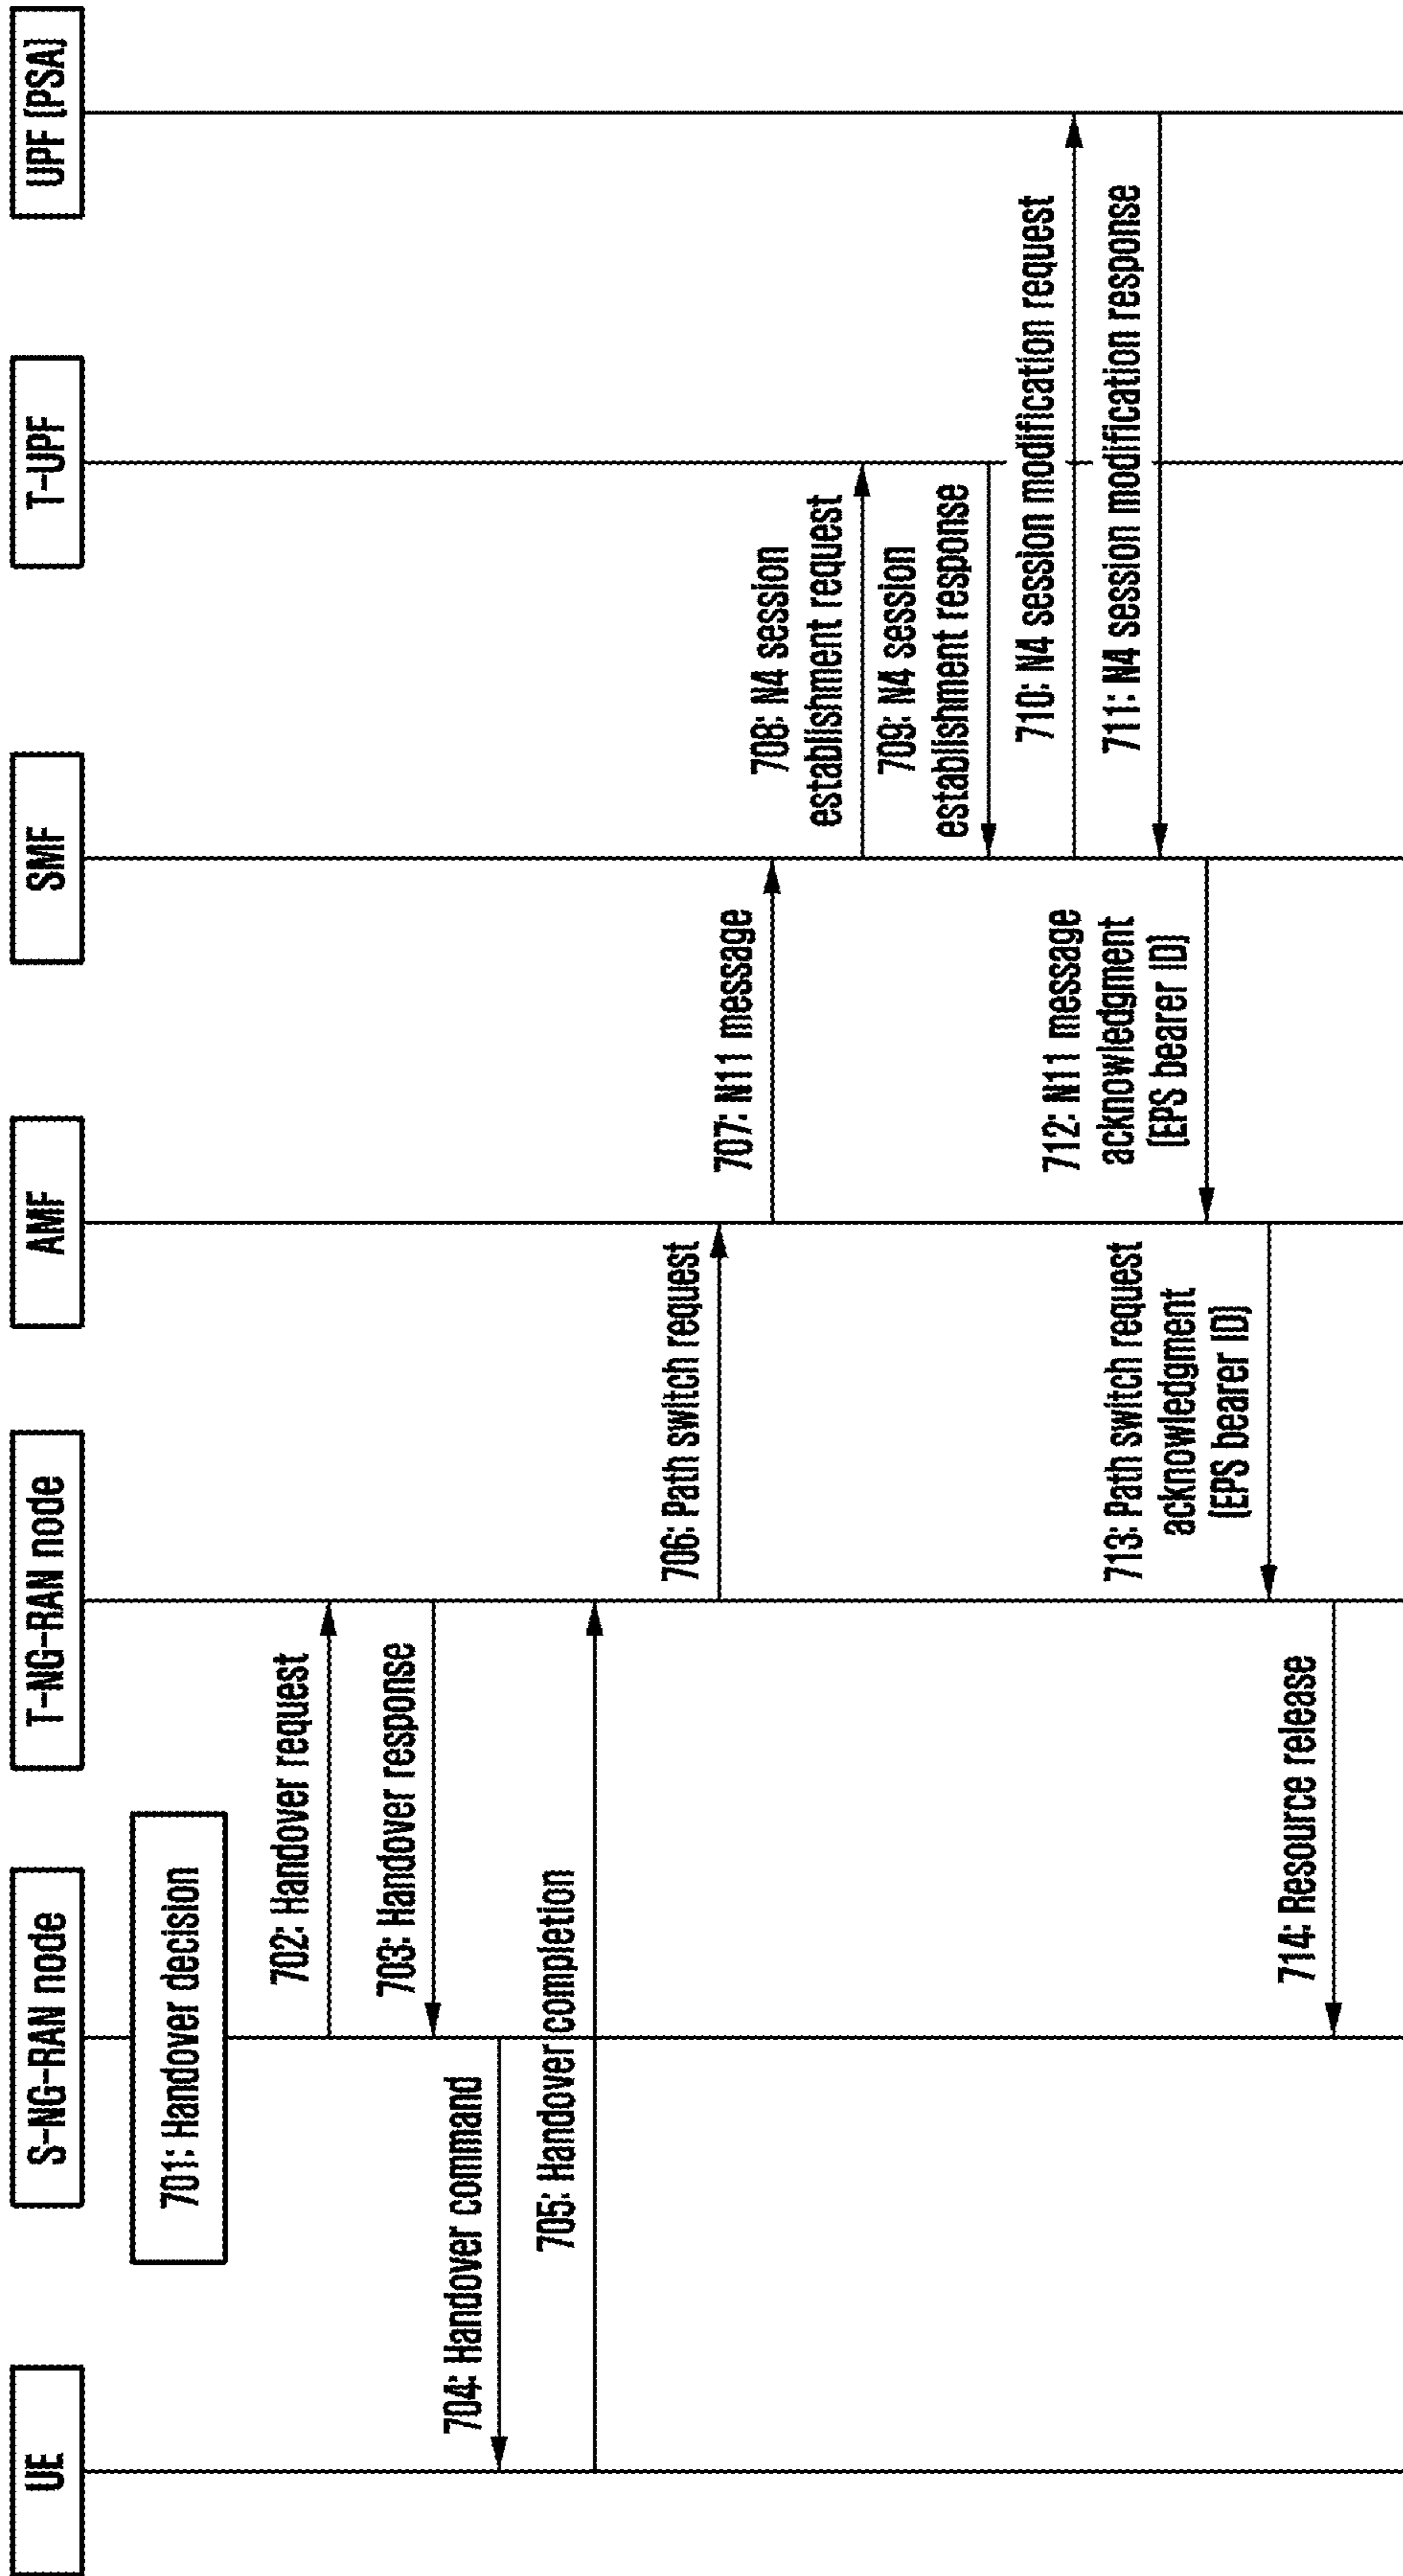 UE
S-NG-RAN node
T-NG-RAN node
AMF
SMF
T-UPF
UPF (PSA)
701: Handover decision
702: Handover request
703: Handover response
704: Handover command
705: Handover completion
706: Path switch request
707: N11 message
708: N4 session
establishment request
709: N4 session
establishment response
710: N4 session modification request
711: N4 session modification response
712: N11 message
acknowledgment
(EPS bearer ID)
713: Path switch request
acknowledgment
(EPS bearer ID)
714: Resource release